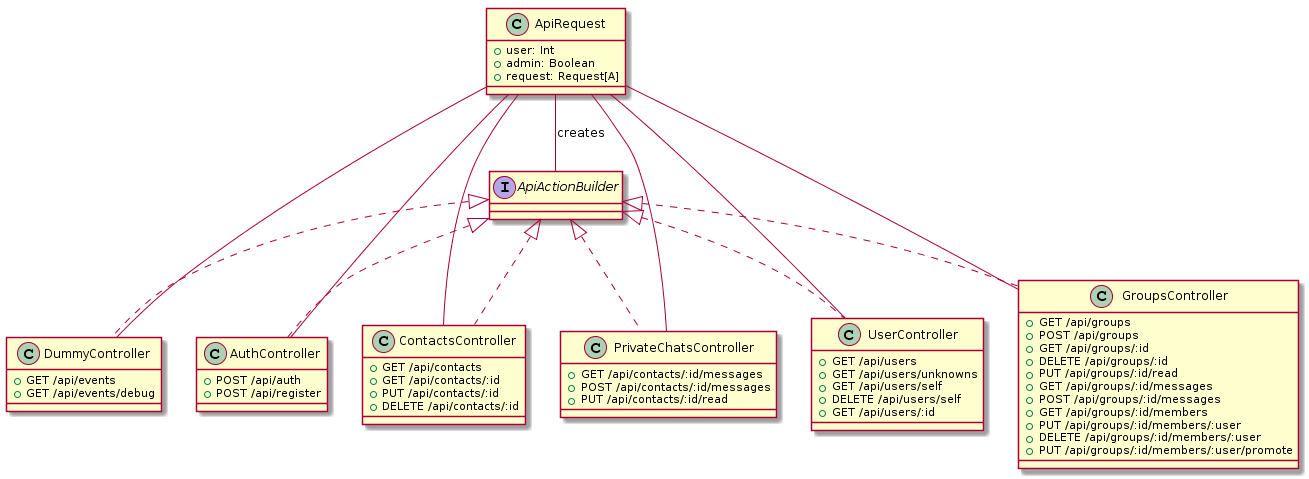 C ApiRequest
user: Int
admin: Boolean
request: Request[A]
creates
I ApiActionBuilder
C DummyController
GET /api/events
GET /api/events/debug
C AuthController
POST /api/auth
POST /api/register
C ContactsController
GET /api/contacts
GET /api/contacts/:id
PUT /api/contacts/:id
DELETE /api/contacts/:id
C PrivateChatsController
GET /api/contacts/:id/messages
POST /api/contacts/:id/messages
PUT /api/contacts/:id/read
C UserController
GET /api/users
GET /api/users/unknowns
GET /api/users/self
DELETE /api/users/self
GET /api/users/:id
C GroupsController
GET /api/groups
POST /api/groups
GET /api/groups/:id
DELETE /api/groups/:id
PUT /api/groups/:id/read
GET /api/groups/:id/messages
POST /api/groups/:id/messages
GET /api/groups/:id/members
PUT /api/groups/:id/members/:user
DELETE /api/groups/:id/members/:user
PUT /api/groups/:id/members/:user/promote